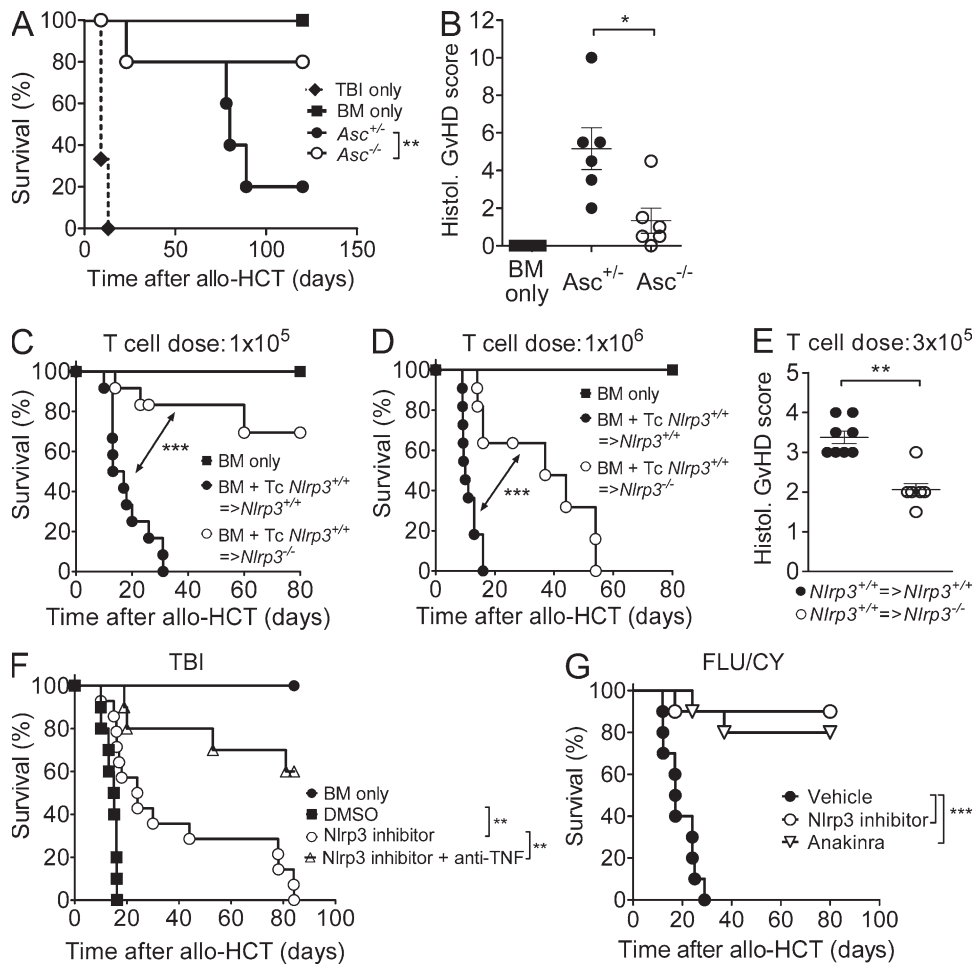 A
Survival (%)
100
80
60
40
20
0
0
50
100
150
Time after allo-HCT (days)
TBI only
BM only
Asc+/-
Asc-/-
**
B
Histol. GvHD score
12
10
8
6
4
2
0
*
BM only
Asc+/-
Asc-/-
C
T cell dose:1x10^5
Survival (%)
100
80
60
40
20
0
0
20
40
60
80
Time after allo-HCT (days)
***
BM only
BM + Tc Nlrp3+/+
=>Nlrp3+/+
BM + Tc Nlrp3+/+
=>Nlrp3-/-
D
T cell dose:1x10^6
Survival (%)
100
80
60
40
20
0
0
20
40
60
80
Time after allo-HCT (days)
***
BM only
BM + Tc Nlrp3+/+
=>Nlrp3+/+
BM + Tc Nlrp3+/+
=>Nlrp3-/-
E
T cell dose:3x10^5
Histol. GvHD score
5
4
3
2
1
0
**
Nlrp3+/+=>Nlrp3+/+
Nlrp3+/+=>Nlrp3-/-
F
TBI
Survival (%)
100
80
60
40
20
0
0
20
40
60
80
100
Time after allo-HCT (days)
BM only
DMSO
Nlrp3 inhibitor
Nlrp3 inhibitor + anti-TNF
**
**
G
FLU/CY
Survival (%)
100
80
60
40
20
0
0
20
40
60
80
100
Time after allo-HCT (days)
Vehicle
Nlrp3 inhibitor
Anakinra
***